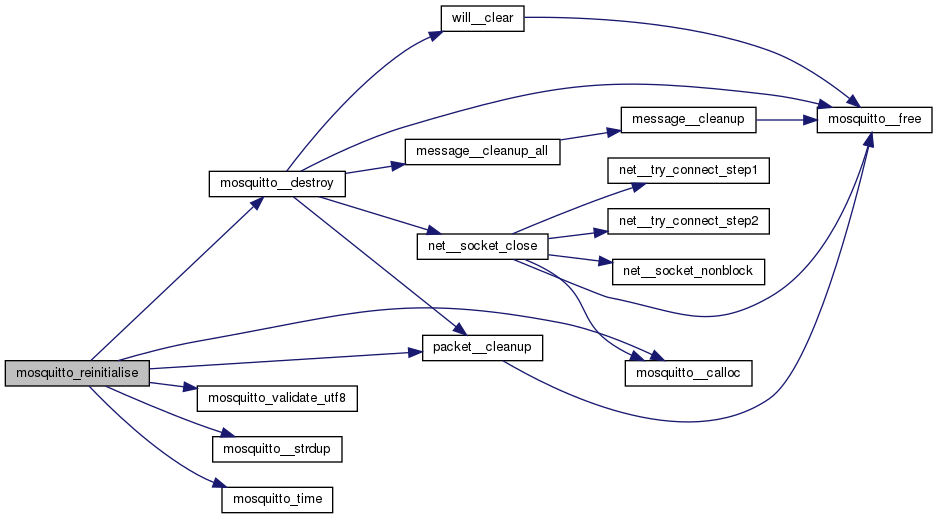 will__clear
mosquitto__free
message__cleanup
message__cleanup_all
net__try_connect_step1
mosquitto__destroy
net__try_connect_step2
net__socket_close
net__socket_nonblock
packet__cleanup
mosquitto_reinitialise
mosquitto__calloc
mosquitto_validate_utf8
mosquitto__strdup
mosquitto_time